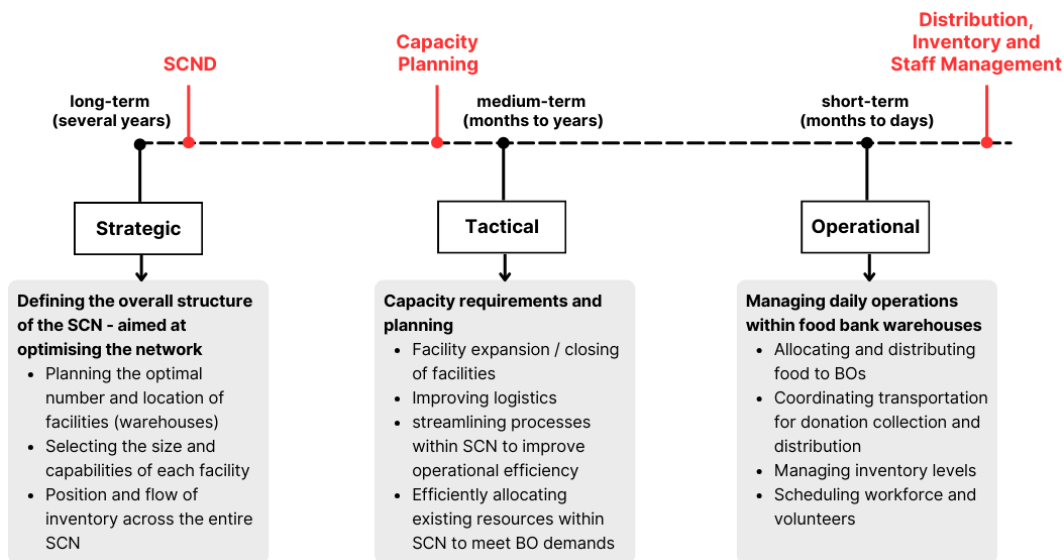 SCND
Capacity
Planning
Distribution,
Inventory and
Staff Management
long-term
(several years)
medium-term
(months to years)
short-term
(months to days)
Strategic
Tactical
Operational
Defining the overall structure
of the SCN - aimed at
optimising the network
• Planning the optimal
number and location of
facilities (warehouses)
• Selecting the size and
capabilities of each facility
• Position and flow of
inventory across the entire
SCN
Capacity requirements and
planning
• Facility expansion / closing
of facilities
• Improving logistics
• streamlining processes
within SCN to improve
operational efficiency
• Efficiently allocating
existing resources within
SCN to meet BO demands
Managing daily operations
within food bank warehouses
• Allocating and distributing
food to BOs
• Coordinating transportation
for donation collection and
distribution
• Managing inventory levels
• Scheduling workforce and
volunteers